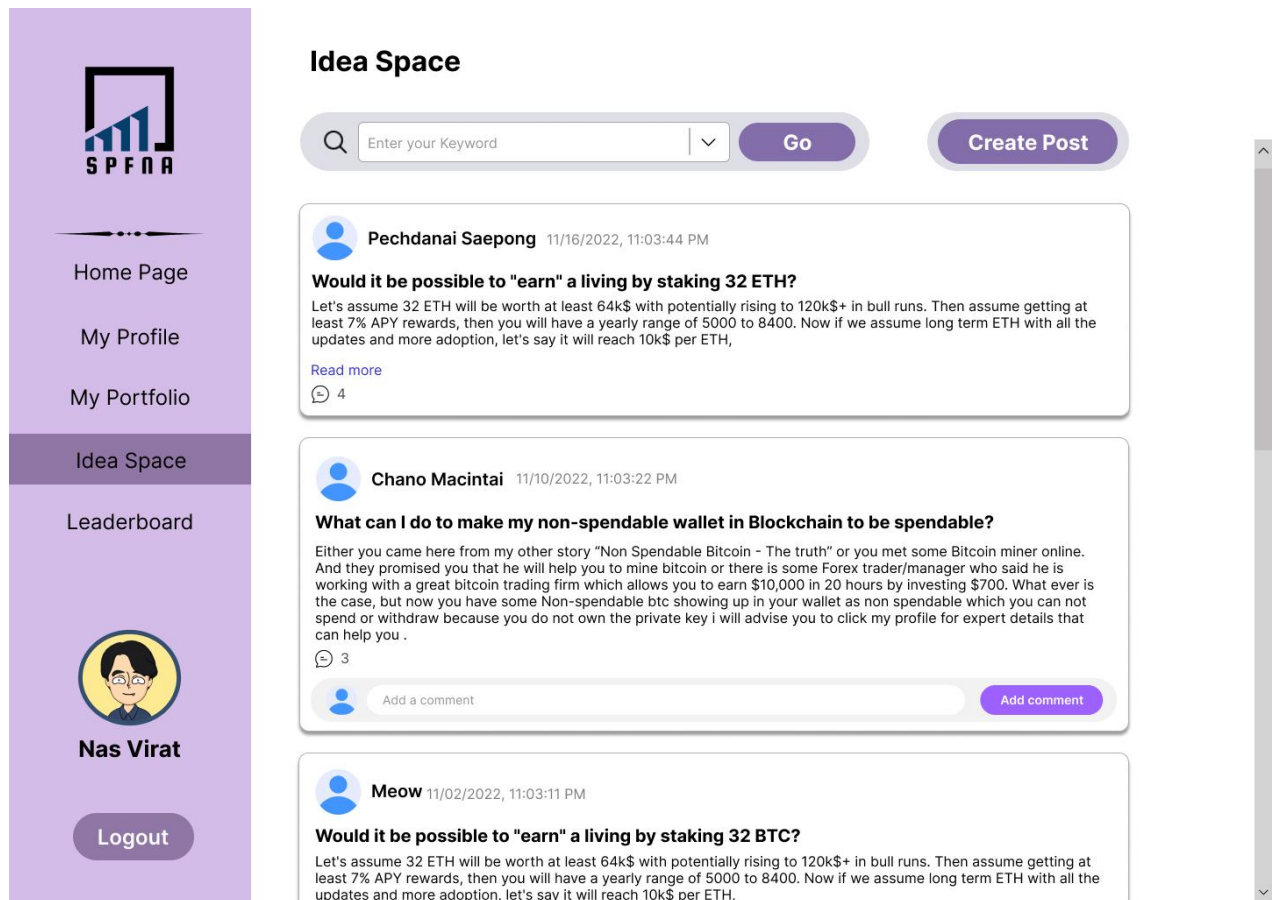 SPFNA
Home Page
My Profile
My Portfolio
Idea Space
Leaderboard
Nas Virat
Logout
Idea Space
Enter your Keyword
Go
Create Post
Pechdanai Saepong 11/16/2022, 11:03:44 PM
Would it be possible to "earn" a living by staking 32 ETH?
Let's assume 32 ETH will be worth at least 64k$ with potentially rising to 120k$+ in bull runs. Then assume getting at
least 7% APY rewards, then you will have a yearly range of 5000 to 8400. Now if we assume long term ETH with all the
updates and more adoption, let's say it will reach 10k$ per ETH,
Read more
4
Chano Macintai 11/10/2022, 11:03:22 PM
What can I do to make my non-spendable wallet in Blockchain to be spendable?
Either you came here from my other story “Non Spendable Bitcoin - The truth” or you met some Bitcoin miner online.
And they promised you that he will help you to mine bitcoin or there is some Forex trader/manager who said he is
working with a great bitcoin trading firm which allows you to earn $10,000 in 20 hours by investing $700. What ever is
the case, but now you have some Non-spendable btc showing up in your wallet as non spendable which you can not
spend or withdraw because you do not own the private key i will advise you to click my profile for expert details that
can help you .
3
Add a comment
Add comment
Meow 11/02/2022, 11:03:11 PM
Would it be possible to "earn" a living by staking 32 BTC?
Let's assume 32 ETH will be worth at least 64k$ with potentially rising to 120k$+ in bull runs. Then assume getting at
least 7% APY rewards, then you will have a yearly range of 5000 to 8400. Now if we assume long term ETH with all the
updates and more adoption, let's say it will reach 10k$ per ETH,